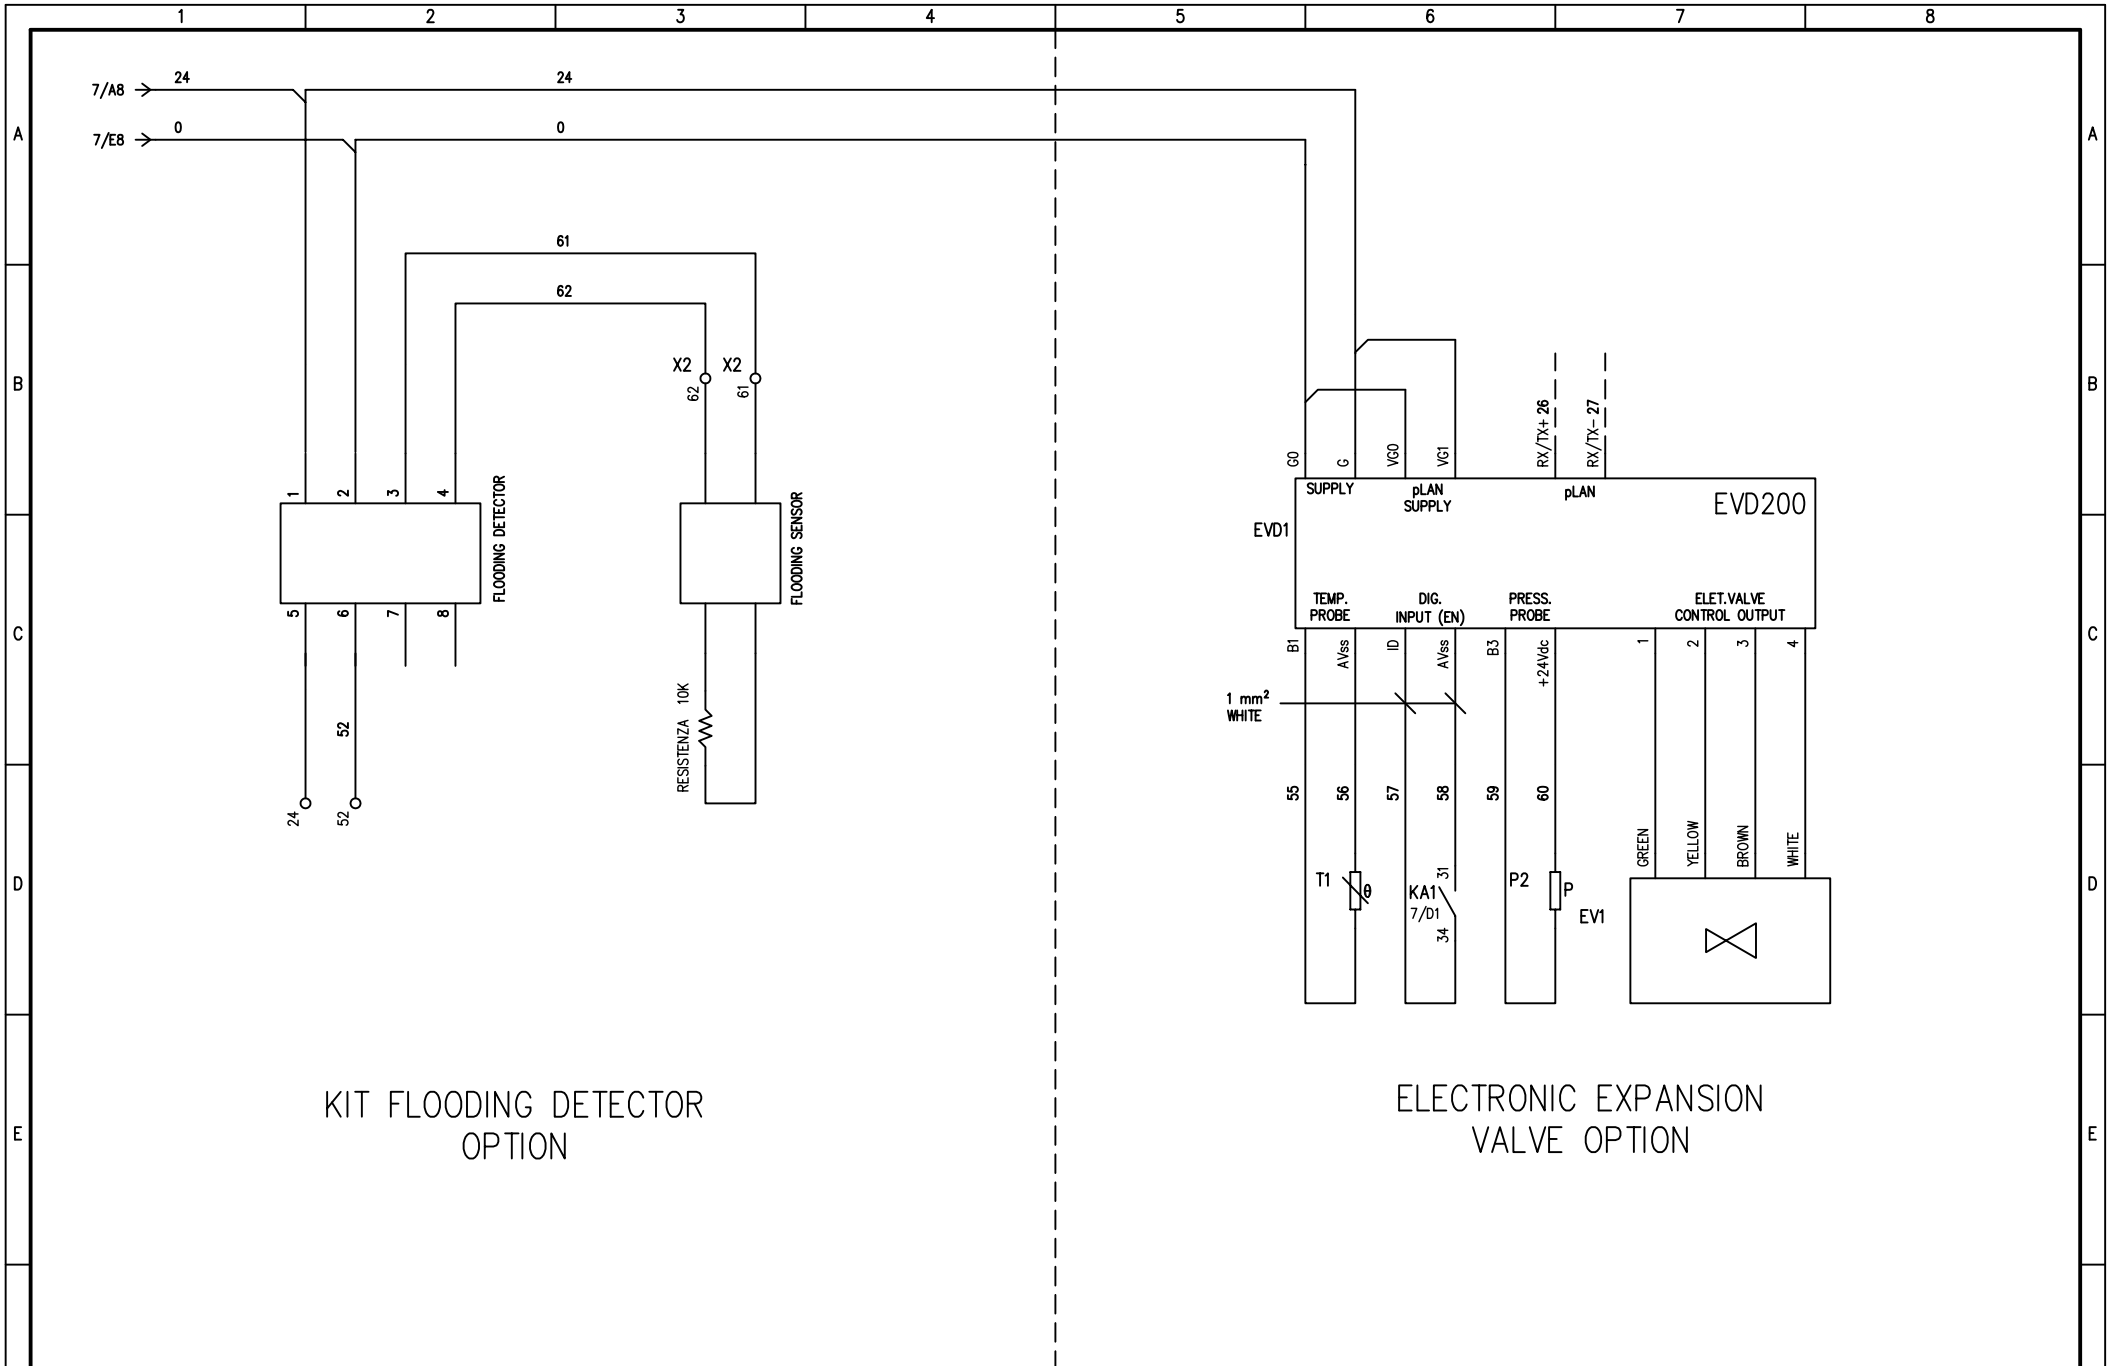 1 2 3 4 5 6 7 8
24 24
7/A8
0 0
7/E8
A A
61
62
X2 X2
62 61
B B
RX/TX+ 26 RX/TX- 27
G0 G VG0 VG1
1 2 3 4
SUPPLY pLAN pLAN
SUPPLY
EVD200
EVD1
FLOODING DETECTOR
FLOODING SENSOR
5 6 7 8
TEMP. DIG. PRESS. ELET.VALVE
PROBE INPUT (EN) PROBE CONTROL OUTPUT
C C
B1 AVss ID AVss B3 +24Vdc 1 2 3 4
1 mm²
WHITE
52
RESISTENZA 10K
55 56 57 58 59 60
24 52
GREEN YELLOW BROWN WHITE
D D
T1 θ KA1 31 P2 P
7/D1 EV1
34
KIT FLOODING DETECTOR
OPTION
ELECTRONIC EXPANSION
VALVE OPTION
E E